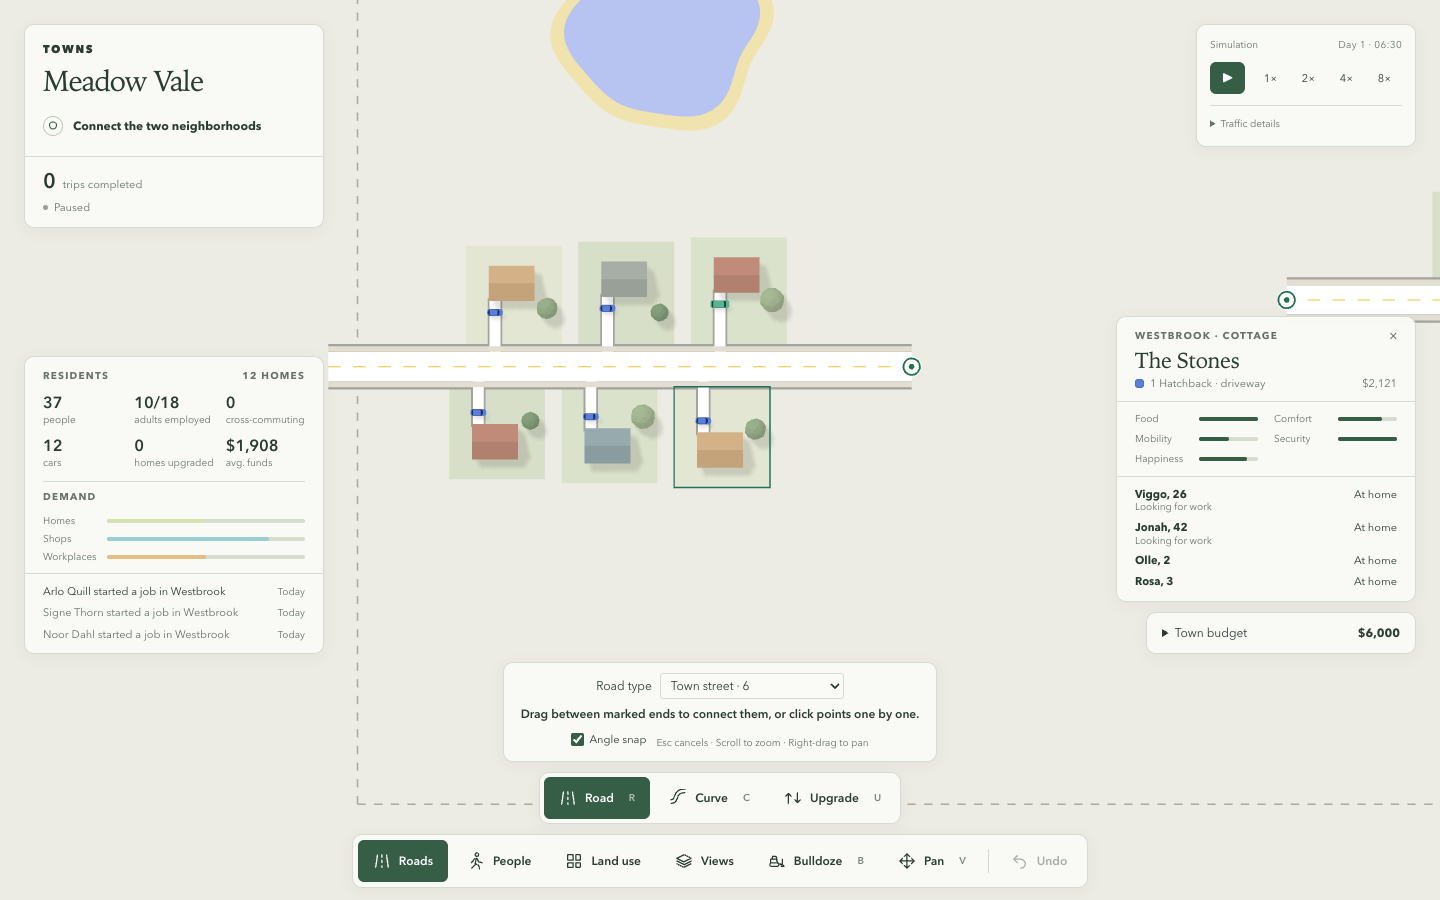 TOWNS
Meadow Vale
Connect the two neighborhoods
0 trips completed
Paused
Simulation Day 1 · 06:30
1× 2× 4× 8×
Traffic details
RESIDENTS 12 HOMES
37 10/18 0
people adults employed cross-commuting
12 0 $1,908
cars homes upgraded avg. funds
DEMAND
Homes
Shops
Workplaces
Arlo Quill started a job in Westbrook Today
Signe Thorn started a job in Westbrook Today
Noor Dahl started a job in Westbrook Today
WESTBROOK · COTTAGE ×
The Stones
1 Hatchback · driveway $2,121
Food Comfort
Mobility Security
Happiness
Viggo, 26 At home
Looking for work
Jonah, 42 At home
Looking for work
Olle, 2 At home
Rosa, 3 At home
Town budget $6,000
Road type Town street · 6
Drag between marked ends to connect them, or click points one by one.
Angle snap Esc cancels · Scroll to zoom · Right-drag to pan
Road R Curve C Upgrade U
Roads People Land use Views Bulldoze B Pan V Undo